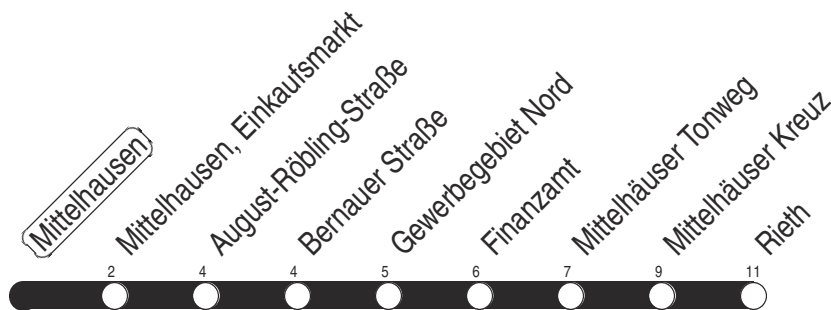 Mittelhausen
Mittelhausen, Einkaufsmarkt
August-Röbling-Straße
Bernauer Straße
Gewerbegebiet Nord
Finanzamt
Mittelhäuser Tonweg
Mittelhäuser Kreuz
Rieth
2
4
4
5
6
7
9
11